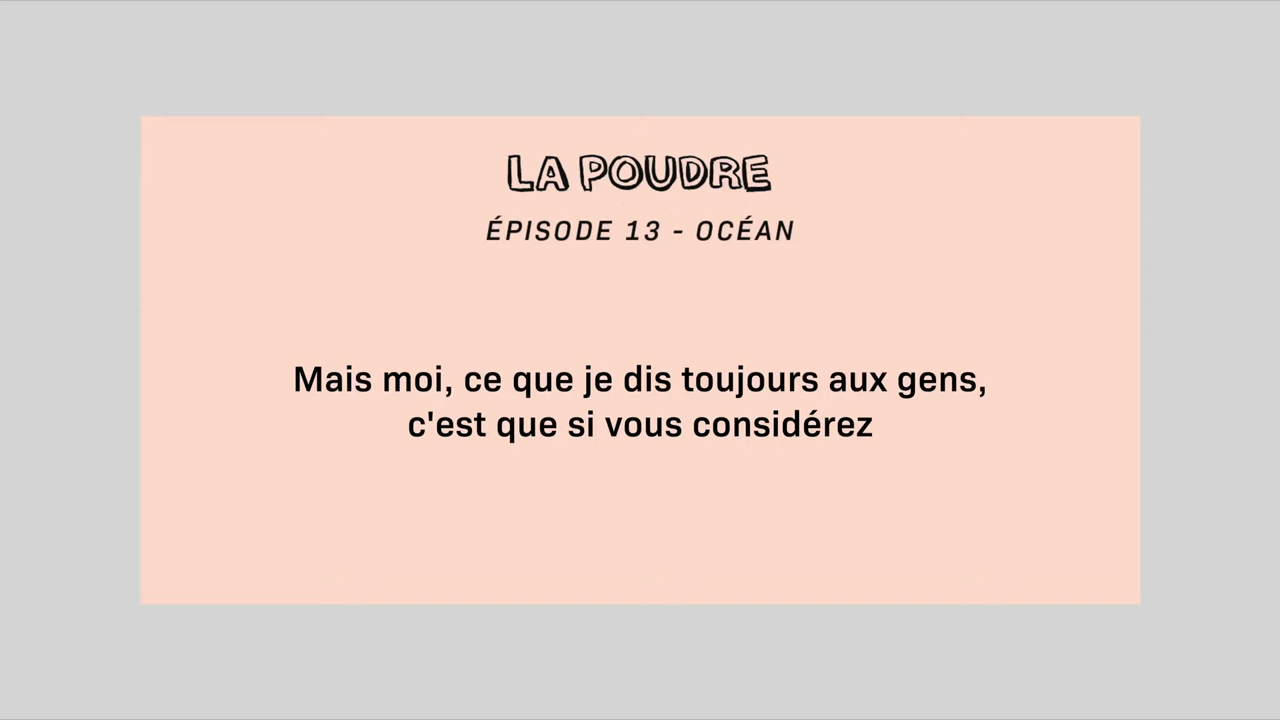 LA POUDRE
ÉPISODE 13 - OCÉAN
Mais moi, ce que je dis toujours aux gens,
c'est que si vous considérez